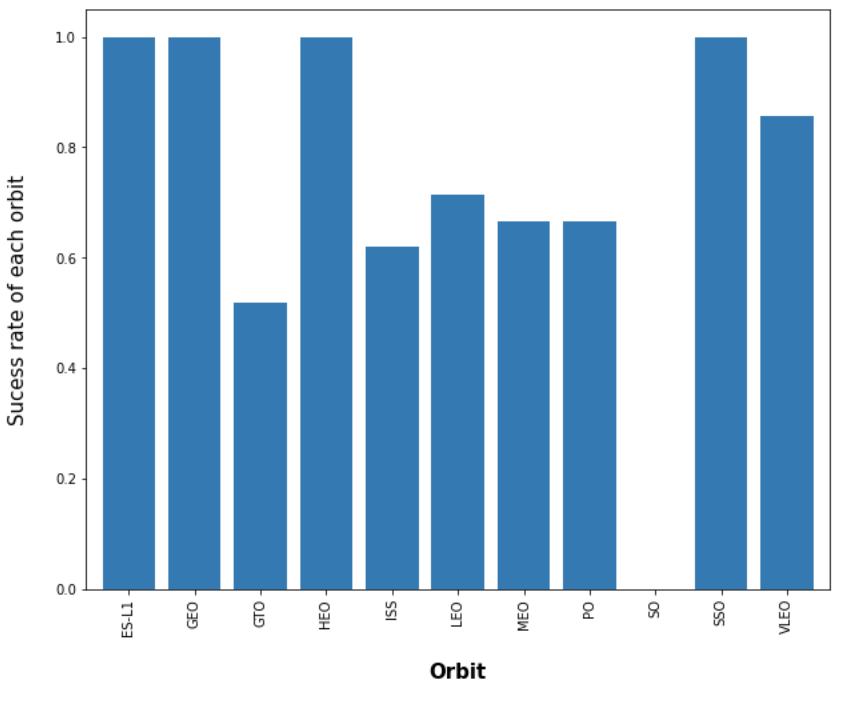 Sucess rate of each orbit
1.0
0.8
0.6
0.4
0.2
0.0
ES-L1
GEO
GTO
HEO
ISS
LEO
MEO
PO
SO
SSO
VLEO
Orbit